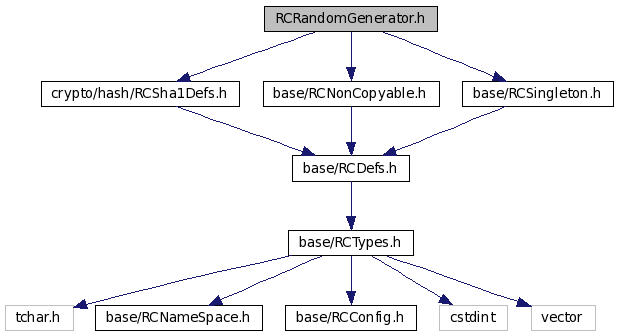 RCRandomGenerator.h
crypto/hash/RCSha1Defs.h
base/RCNonCopyable.h
base/RCSingleton.h
base/RCDefs.h
base/RCTypes.h
tchar.h
base/RCNameSpace.h
base/RCConfig.h
cstdint
vector